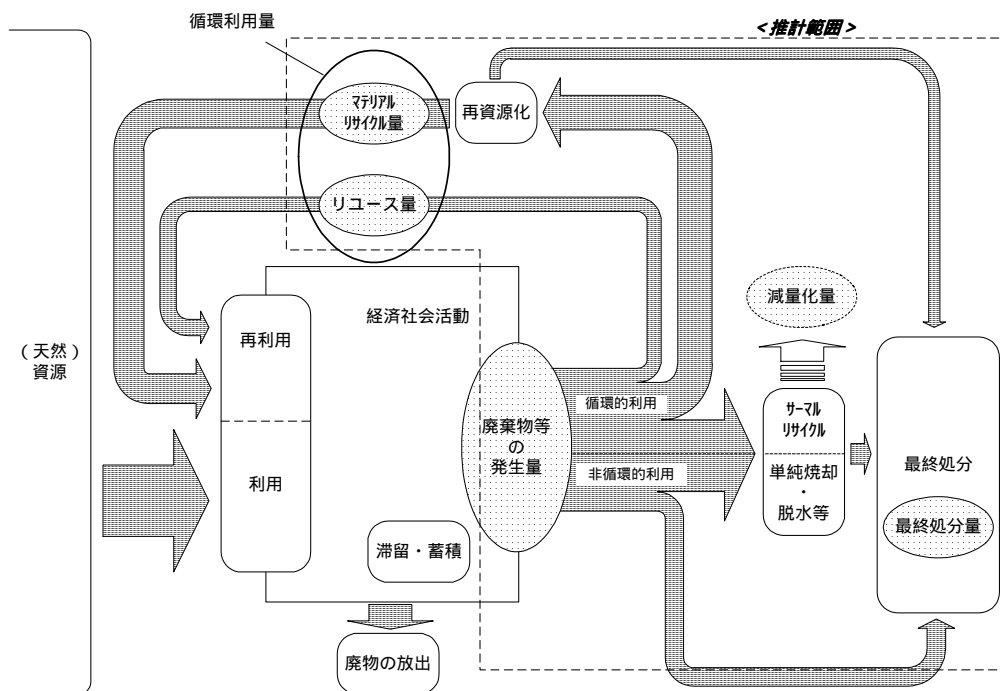 循環利用量
＜推計範囲＞
マテリアル
リサイクル量
再資源化
リユース量
減量化量
経済社会活動
再利用
（天然）
資源
循環的利用
サーマル
リサイクル
廃棄物等
の
発生量
利用
非循環的利用
単純焼却
・
脱水等
最終処分
最終処分量
滞留・蓄積
廃物の放出